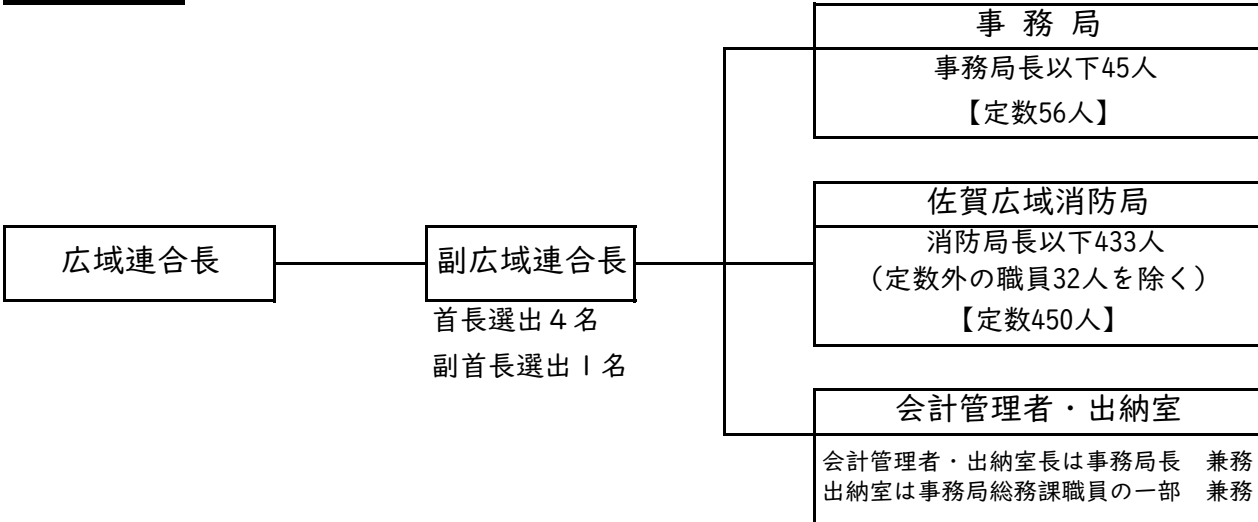 事 務 局
事務局長以下45人
【定数56人】
佐賀広域消防局
消防局長以下433人
（定数外の職員32人を除く）
【定数450人】
広域連合長
副広域連合長
首長選出４名
副首長選出１名
会計管理者・出納室
会計管理者・出納室長は事務局長　兼務
出納室は事務局総務課職員の一部　兼務